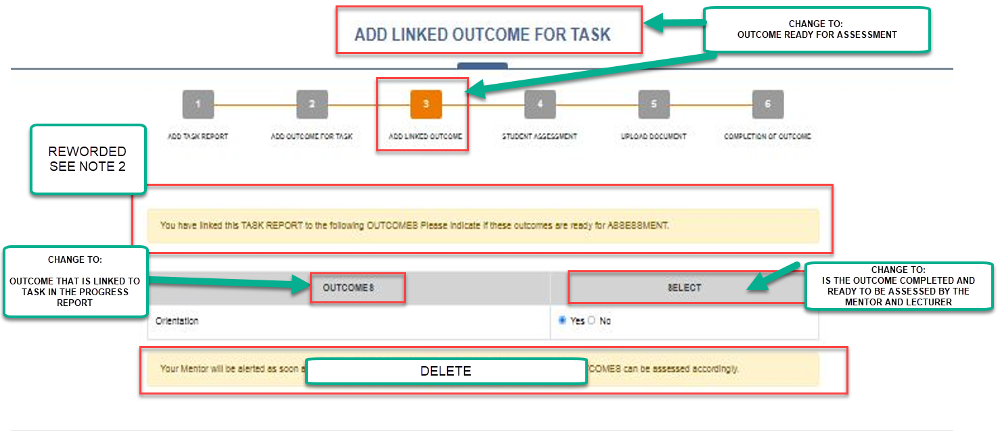 ADD LINKED OUTCOME FOR TASK
CHANGE TO:
OUTCOME READY FOR ASSESSMENT
1
2
3
4
5
6
ADD TASK REPORT
ADD OUTCOME FOR TASK
ADD LINKED OUTCOME
STUDENT ASSESSMENT
UPLOAD DOCUMENT
COMPLETION OF OUTCOME
REWORDED
SEE NOTE 2
You have linked this TASK REPORT to the following OUTCOMES Please indicate if these outcomes are ready for ASSESSMENT.
CHANGE TO:
OUTCOME THAT IS LINKED TO
TASK IN THE PROGRESS
REPORT
OUTCOMES
SELECT
CHANGE TO:
IS THE OUTCOME COMPLETED AND
READY TO BE ASSESSED BY THE
MENTOR AND LECTURER
Orientation
Yes No
Your Mentor will be alerted as soon
DELETE
can be assessed accordingly.